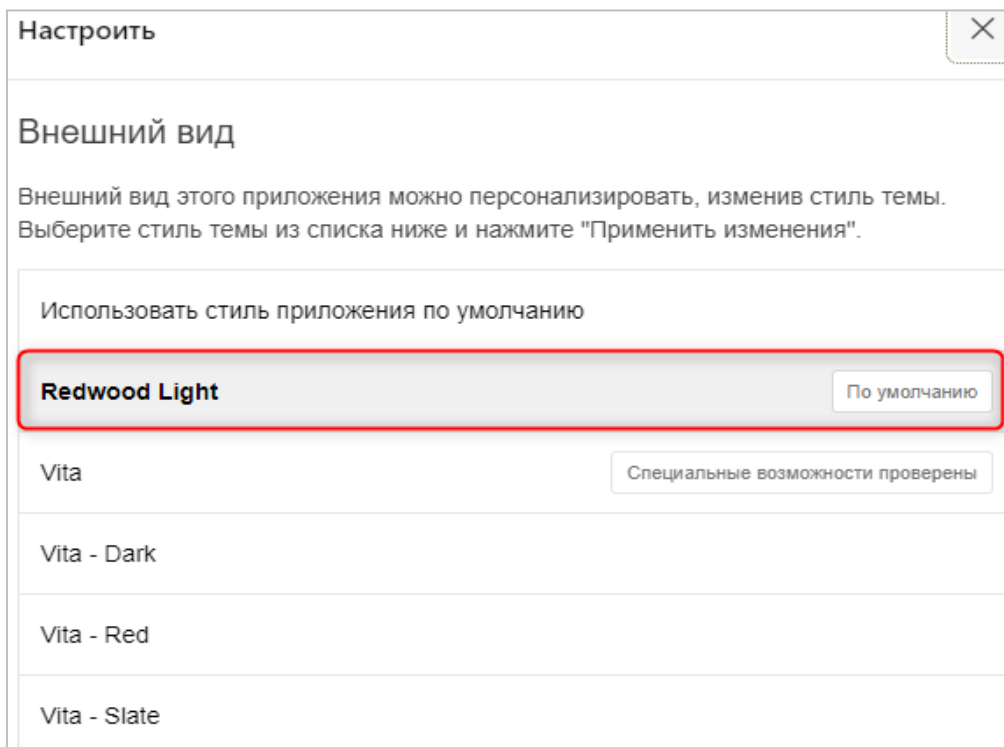 Настроить
Внешний вид
Внешний вид этого приложения можно персонализировать, изменив стиль темы.
Выберите стиль темы из списка ниже и нажмите "Применить изменения".
Использовать стиль приложения по умолчанию
Redwood Light По умолчанию
Vita Специальные возможности проверены
Vita - Dark
Vita - Red
Vita - Slate